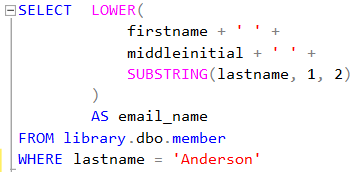 SELECT LOWER(
firstname + ' ' +
middleinitial + ' ' +
SUBSTRING(lastname, 1, 2)
)
AS email_name
FROM library.dbo.member
WHERE lastname = 'Anderson'